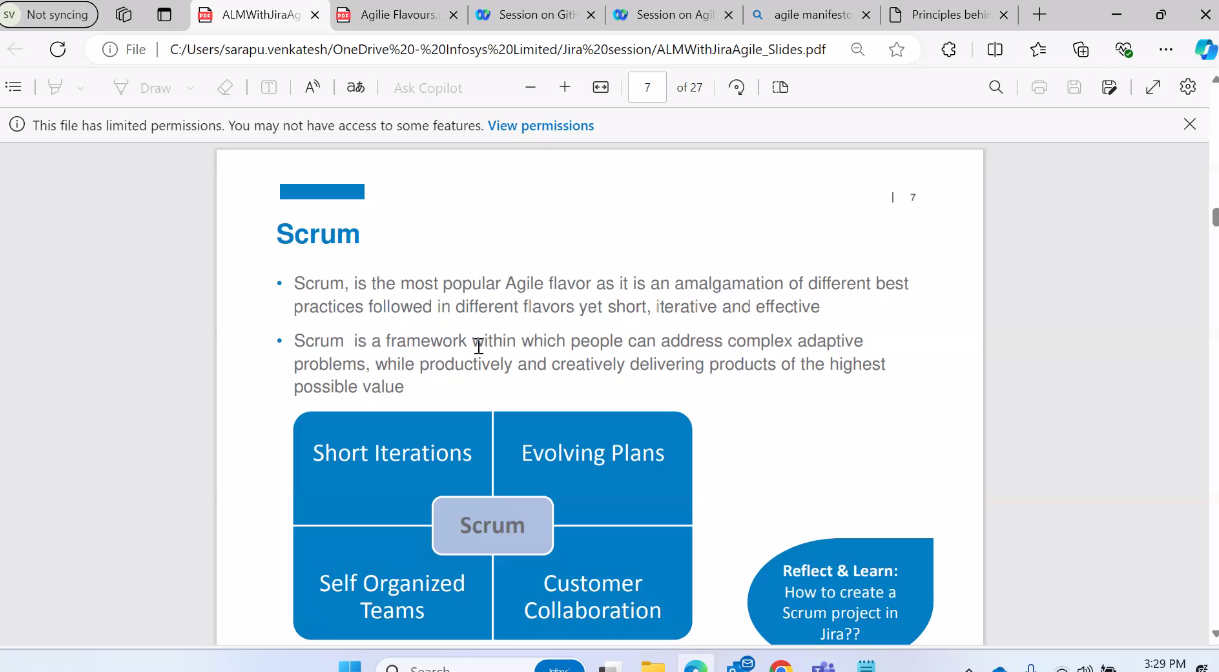 SV Not syncing
ALMWithJiraAg
Agilie Flavours.
Session on Git
Session on Agil
agile manifesto
Principles behin
File C:/Users/sarapu.venkatesh/OneDrive%20-%20Infosys%20Limited/Jira%20session/ALMWithJiraAgile_Slides.pdf
Draw
aあ
Ask Copilot
7 of 27
This file has limited permissions. You may not have access to some features. View permissions
| 7
Scrum
• Scrum, is the most popular Agile flavor as it is an amalgamation of different best
practices followed in different flavors yet short, iterative and effective
• Scrum is a framework within which people can address complex adaptive
problems, while productively and creatively delivering products of the highest
possible value
Short Iterations
Evolving Plans
Scrum
Self Organized
Teams
Customer
Collaboration
Reflect & Learn:
How to create a
Scrum project in
Jira??
Search
3:29 PM